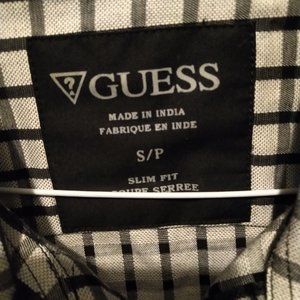 ? GUESS
MADE IN INDIA
FABRIQUE EN INDE
S/P
SLIM FIT
COUPE SERREE